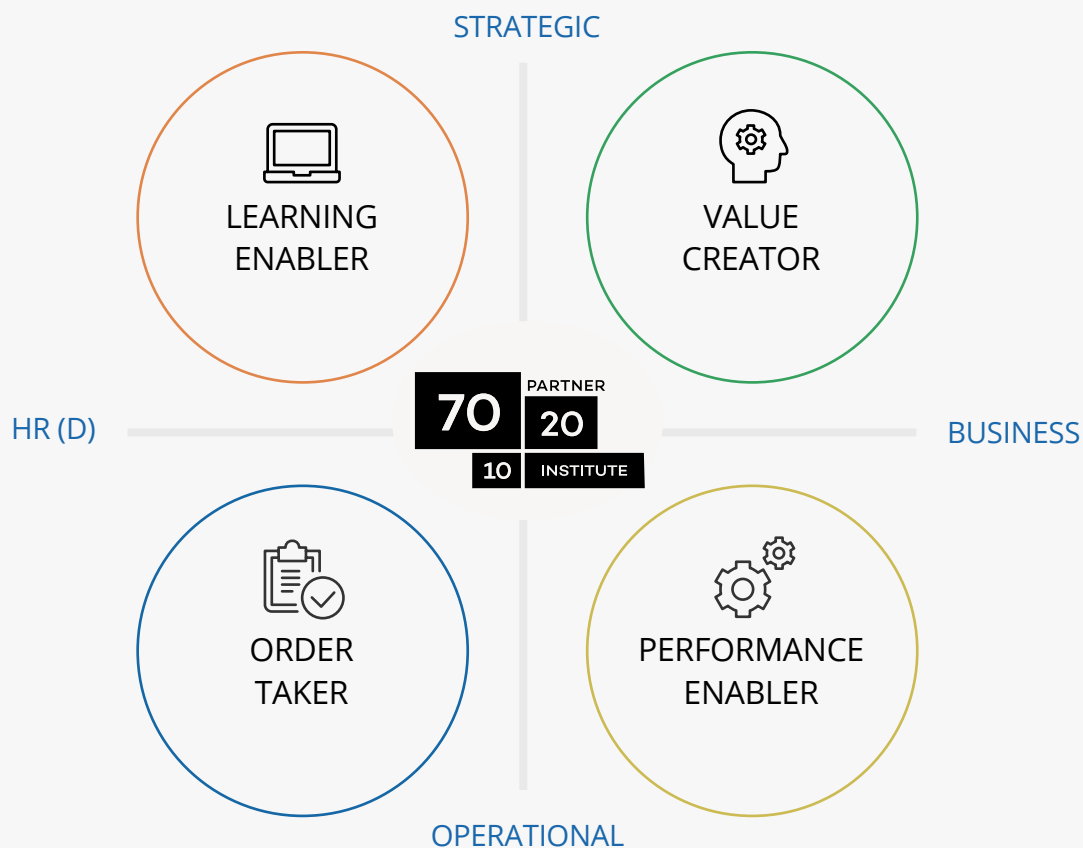 STRATEGIC
LEARNING
ENABLER
VALUE
CREATOR
HR (D)
70
PARTNER
20
10
INSTITUTE
BUSINESS
ORDER
TAKER
PERFORMANCE
ENABLER
OPERATIONAL